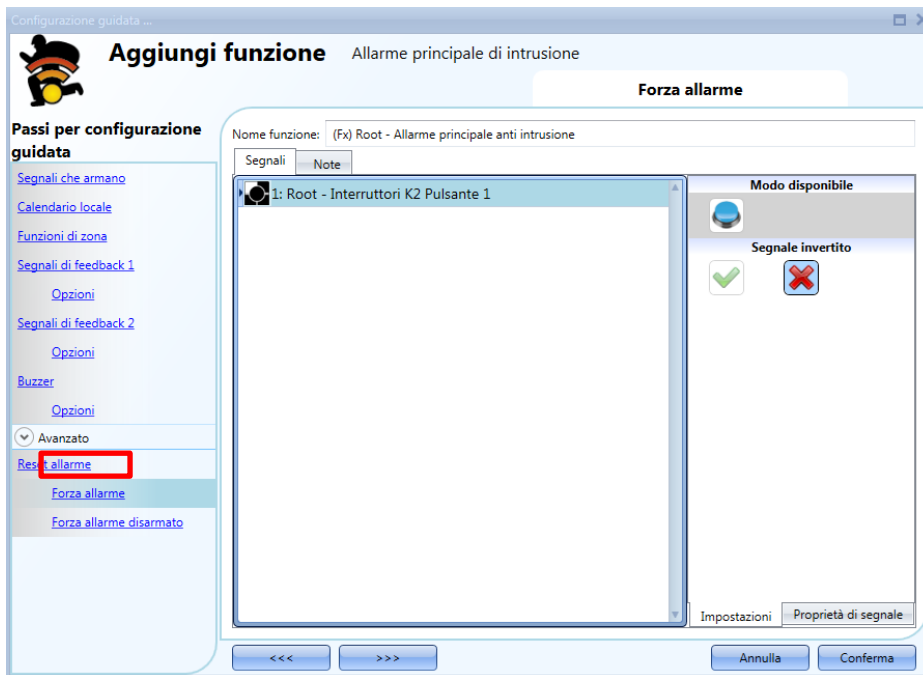 Configurazione guidata ...
Aggiungi funzione Allarme principale di intrusione
Forza allarme
Passi per configurazione
guidata
Segnali che armano
Calendario locale
Funzioni di zona
Segnali di feedback 1
Opzioni
Segnali di feedback 2
Opzioni
Buzzer
Opzioni
Avanzato
Reset allarme
Forza allarme
Forza allarme disarmato
Nome funzione: (Fx) Root - Allarme principale anti intrusione
Segnali Note
1: Root - Interruttori K2 Pulsante 1
Modo disponibile
Segnale invertito
Impostazioni Proprietà di segnale
<<< >>> Annulla Conferma